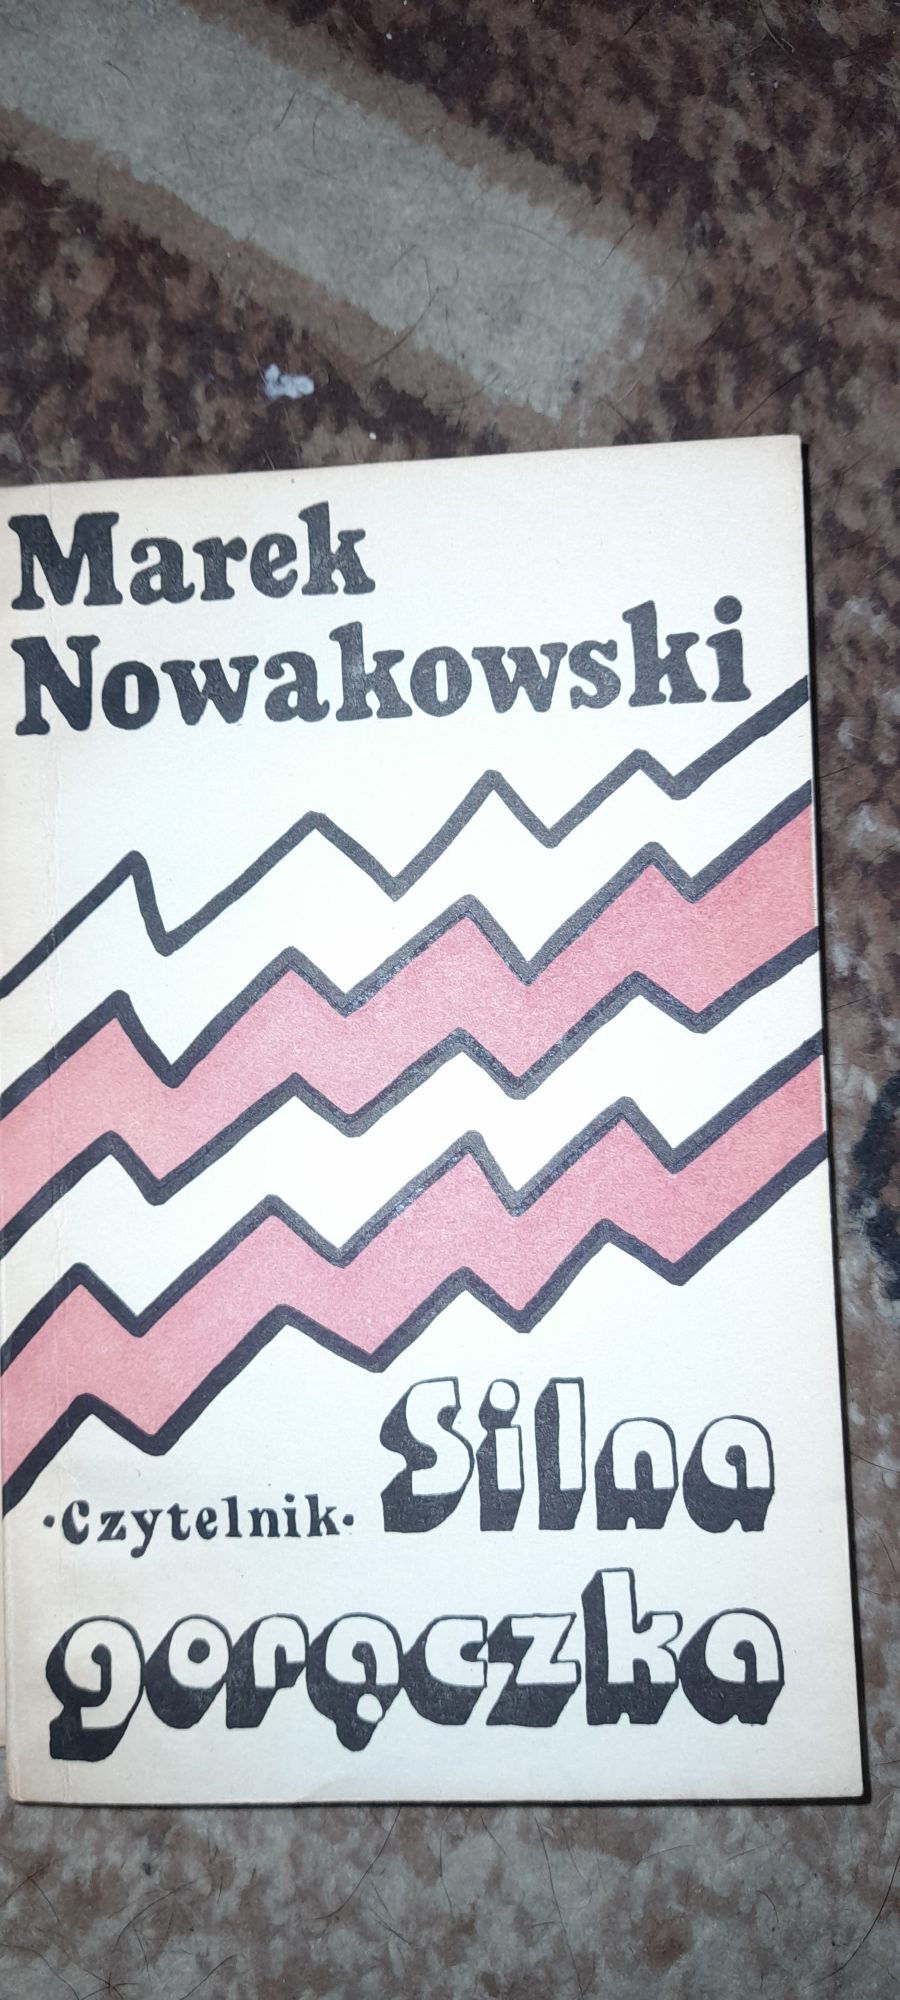 Marek
Nowakowski
Silna
·Czytelnik·
gorączka